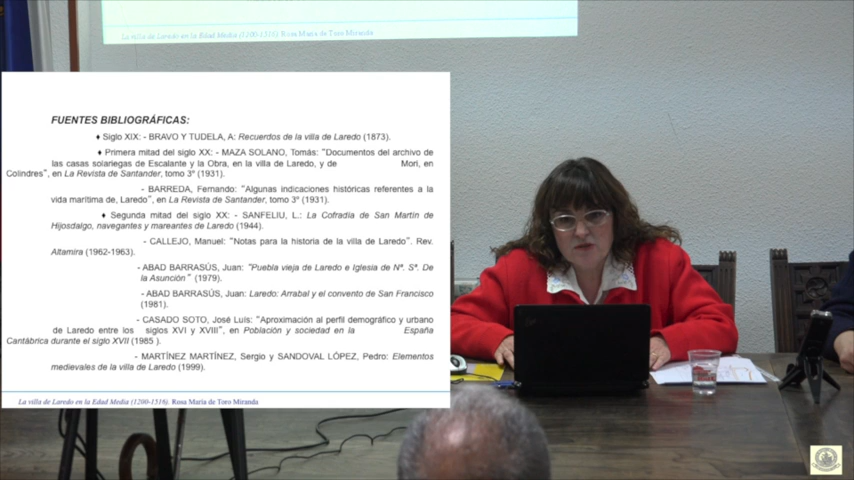 La villa de Laredo en la Edad Media (1200-1516) Rosa María de Toro Miranda
FUENTES BIBLIOGRÁFICAS:
♦ Siglo XIX: - BRAVO Y TUDELA, A: Recuerdos de la villa de Laredo (1873).
♦ Primera mitad del siglo XX: - MAZA SOLANO, Tomás: "Documentos del archivo de
las casas solariegas de Escalante y la Obra, en la villa de Laredo, y de Mori, en
Colindres", en La Revista de Santander, tomo 3º (1931).
- BARREDA, Fernando: "Algunas indicaciones históricas referentes a la
vida marítima de, Laredo", en La Revista de Santander, tomo 3º (1931).
♦ Segunda mitad del siglo XX: - SANFELIU, L.: La Cofradía de San Martín de
Hijosdalgo, navegantes y mareantes de Laredo (1944).
- CALLEJO, Manuel: "Notas para la historia de la villa de Laredo". Rev.
Altamira (1962-1963).
- ABAD BARRASÚS, Juan: "Puebla vieja de Laredo e Iglesia de Nª. Sª. De
la Asunción" (1979).
- ABAD BARRASÚS, Juan: Laredo: Arrabal y el convento de San Francisco
(1981).
- CASADO SOTO, José Luís: "Aproximación al perfil demográfico y urbano
de Laredo entre los siglos XVI y XVIII", en Población y sociedad en la España
Cantábrica durante el siglo XVII (1985 ).
- MARTÍNEZ MARTÍNEZ, Sergio y SANDOVAL LÓPEZ, Pedro: Elementos
medievales de la villa de Laredo (1999).
La villa de Laredo en la Edad Media (1200-1516). Rosa María de Toro Miranda